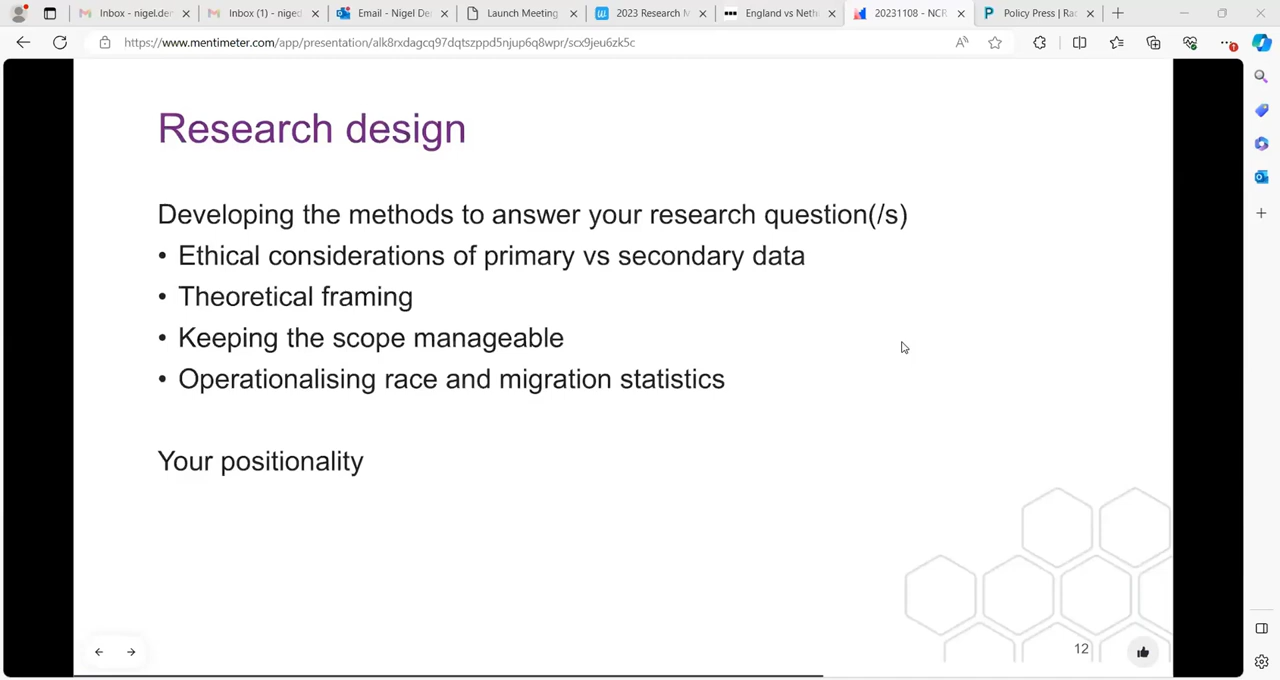 Inbox - nigel.der
Inbox (1) - niged
Email - Nigel De
Launch Meeting
2023 Research M
England vs Neth
20231108 - NCR
Policy Press | Rac
https://www.mentimeter.com/app/presentation/alk8rxdagcq97dqtszppd5njup6q8wpr/scx9jeu6zk5c
Research design
Developing the methods to answer your research question(/s)
• Ethical considerations of primary vs secondary data
• Theoretical framing
• Keeping the scope manageable
• Operationalising race and migration statistics
Your positionality
12